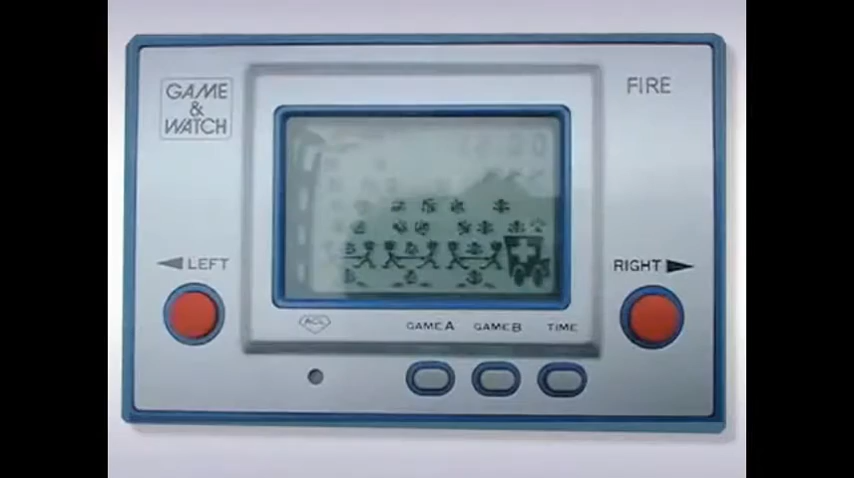 GAME
&
WATCH
FIRE
◀ LEFT
RIGHT ▶
ACL
GAME A
GAME B
TIME